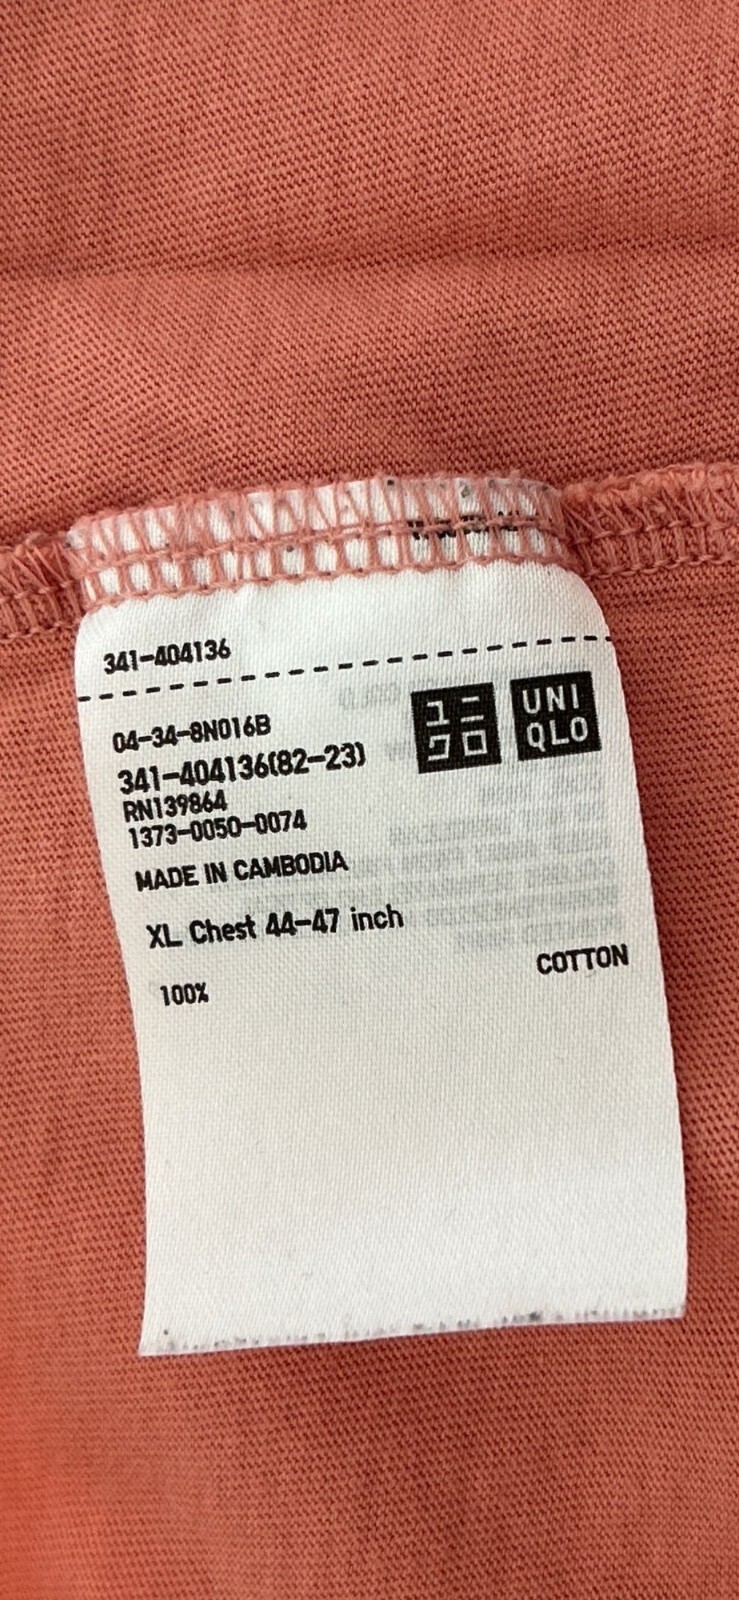 341-404136
ユニ
クロ
UNI
QLO
04-34-8N016B
341-404136(82-23)
RN139864
1373-0050-0074
MADE IN CAMBODIA
XL Chest 44-47 inch
100% COTTON